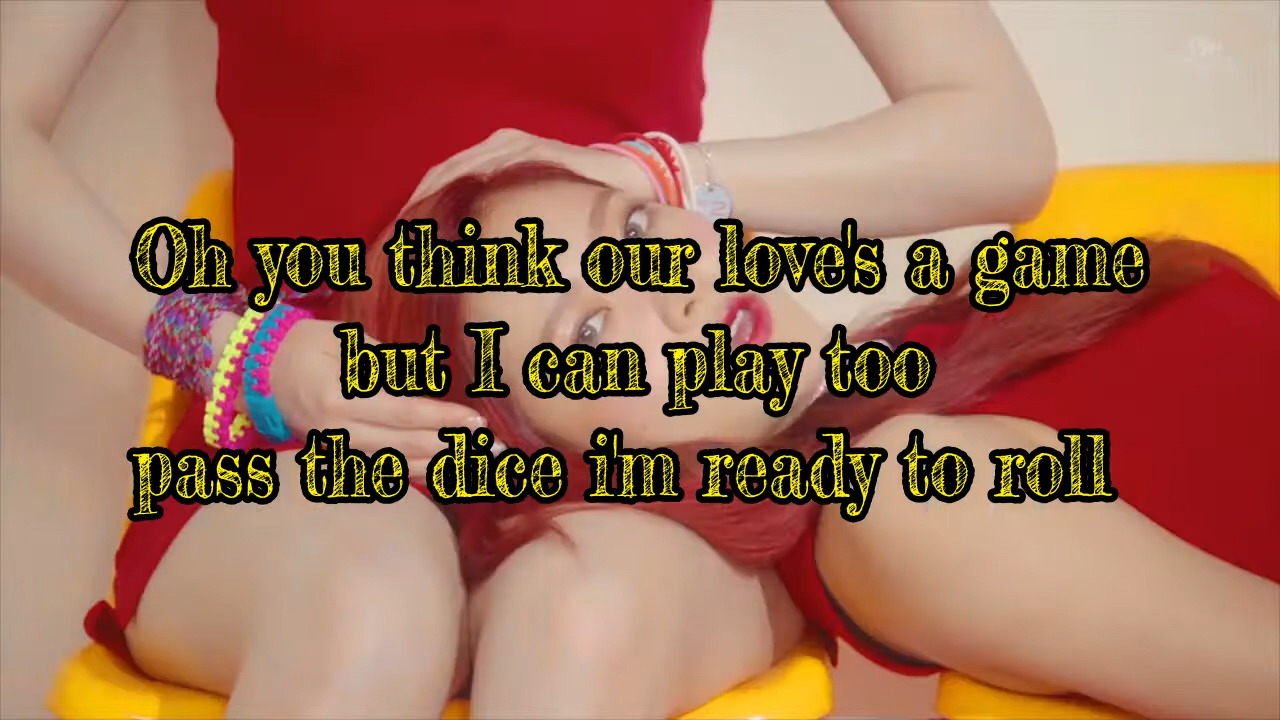 Oh you think our love's a game
but I can play too
pass the dice i'm ready to roll